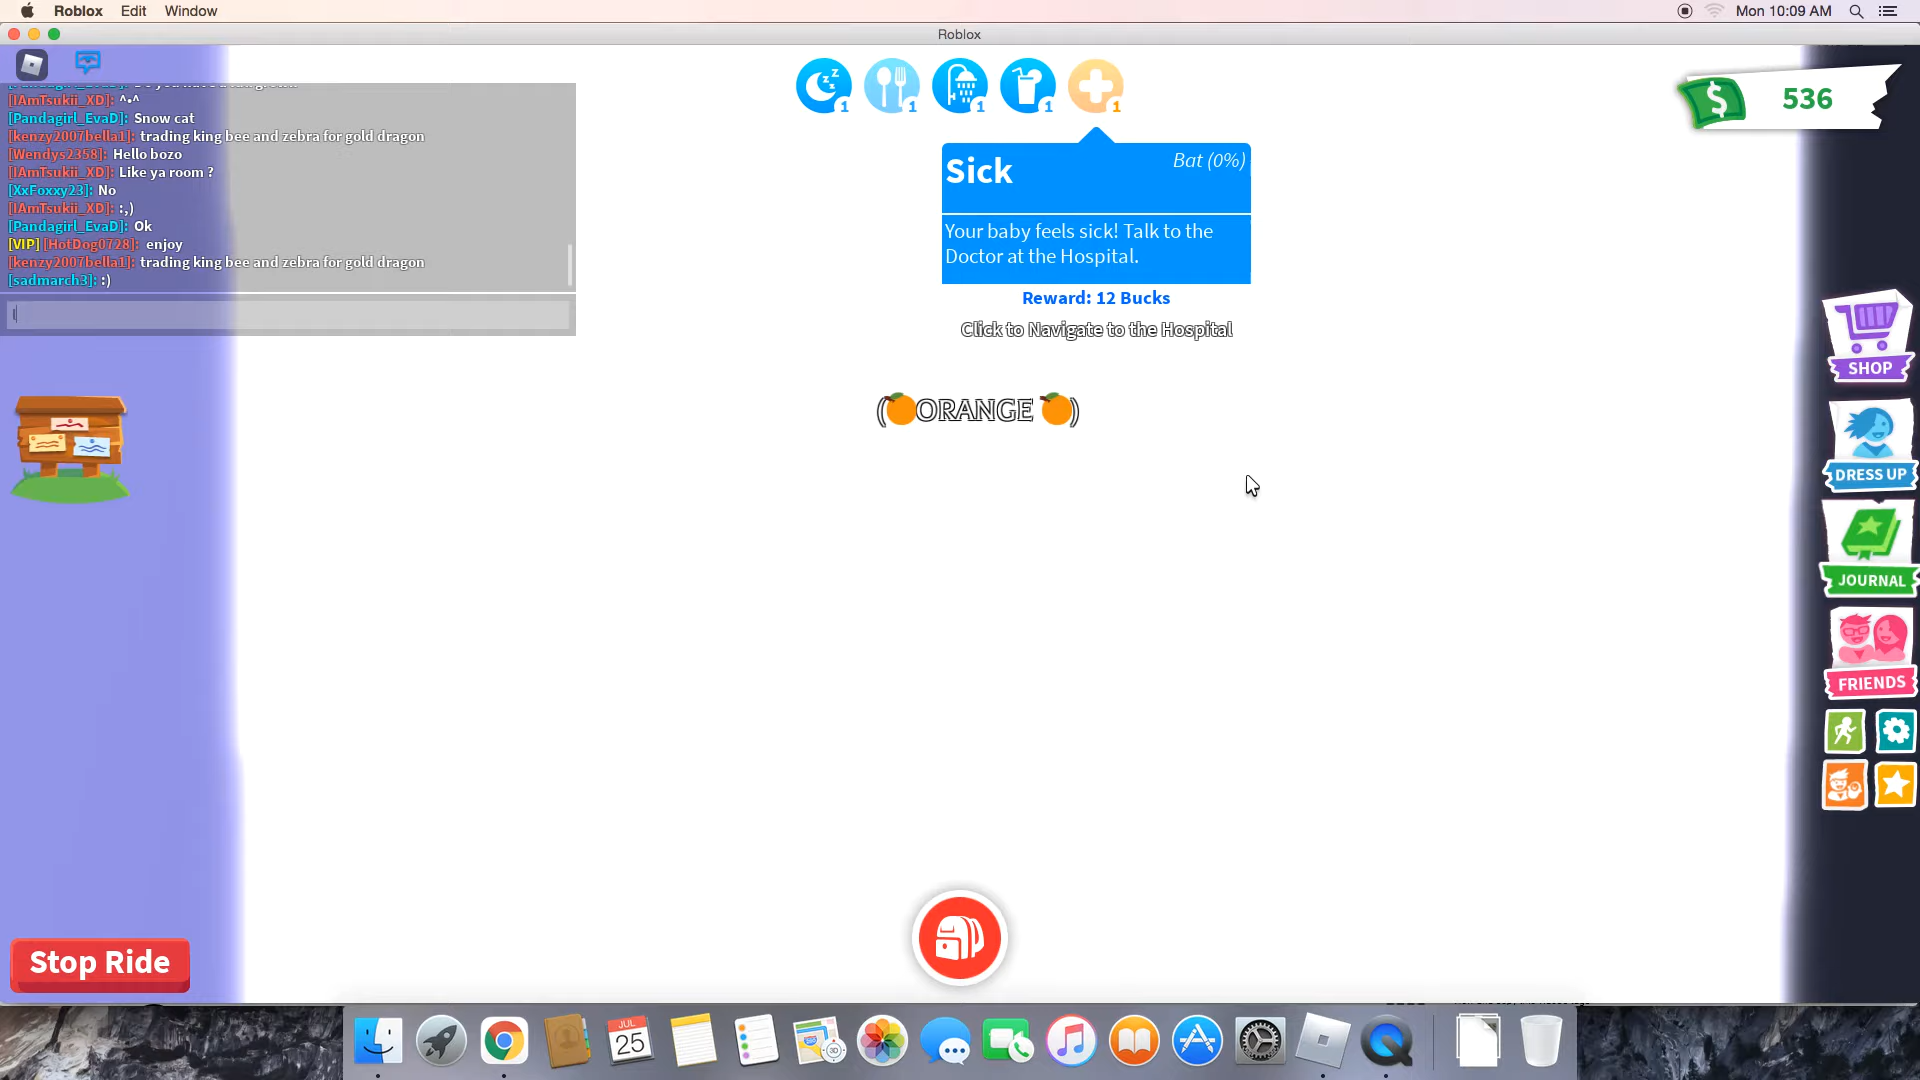 Roblox Edit Window
Mon 10:09 AM
Roblox
[IAmTsukii_XD]: ^•^
[Pandagirl_EvaD]: Snow cat
[kenzy2007bella1]: trading king bee and zebra for gold dragon
[Wendys2358]: Hello bozo
[IAmTsukii_XD]: Like ya room ?
[XxFoxxy23]: No
[IAmTsukii_XD]: :,)
[Pandagirl_EvaD]: Ok
[VIP] [HotDog0728]: enjoy
[kenzy2007bella1]: trading king bee and zebra for gold dragon
[sadmarch3]: :)
1
1
1
1
1
Sick
Bat (0%)
Your baby feels sick! Talk to the
Doctor at the Hospital.
Reward: 12 Bucks
Click to Navigate to the Hospital
(🍊ORANGE 🍊)
$ 536
SHOP
DRESS UP
JOURNAL
FRIENDS
Stop Ride
JUL
25
3D